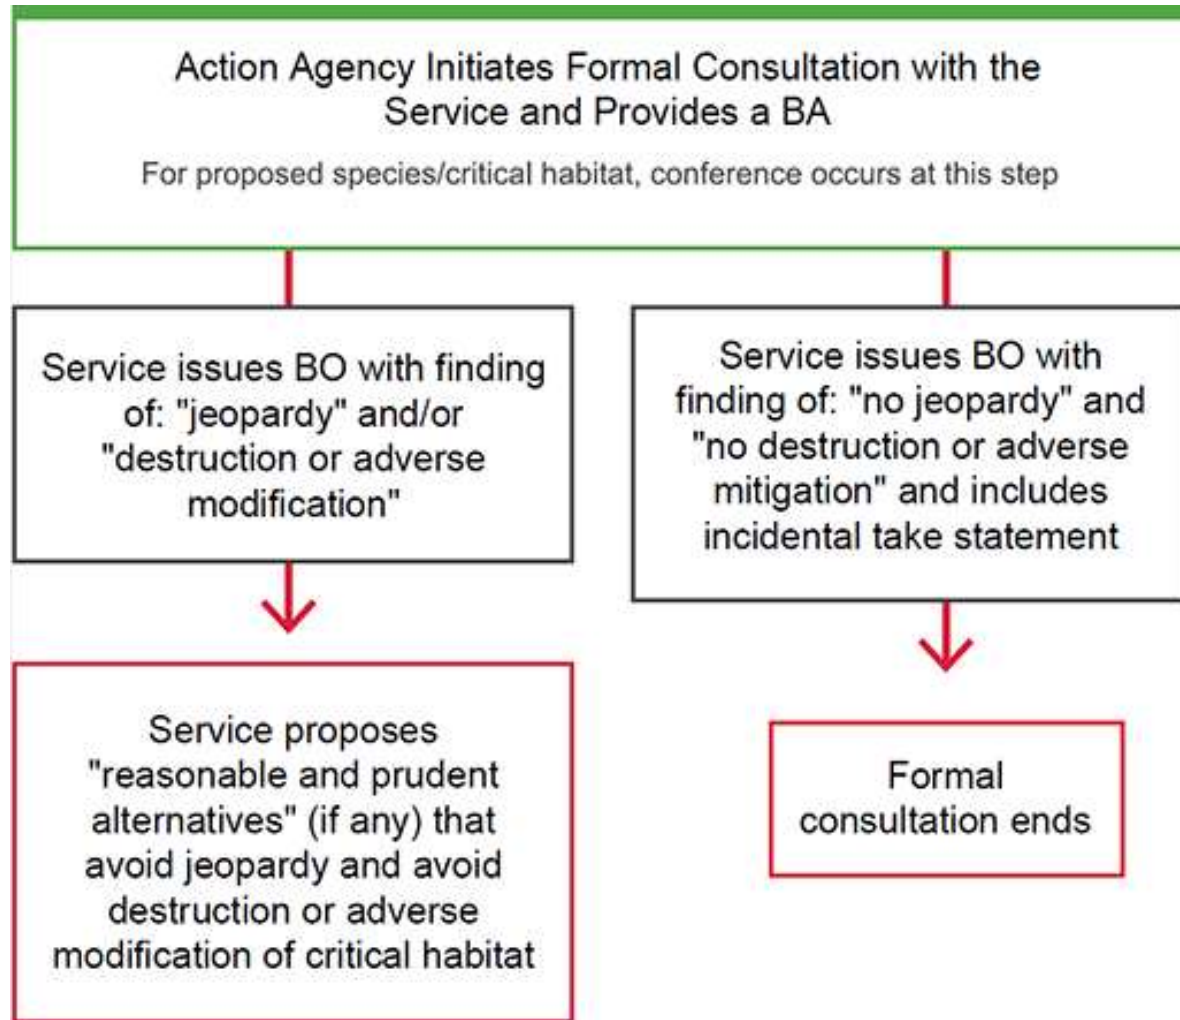 Action Agency Initiates Formal Consultation with the
Service and Provides a BA
For proposed species/critical habitat, conference occurs at this step
Service issues BO with finding
of: "jeopardy" and/or
"destruction or adverse
modification"
Service issues BO with
finding of: "no jeopardy" and
"no destruction or adverse
mitigation" and includes
incidental take statement
Service proposes
"reasonable and prudent
alternatives" (if any) that
avoid jeopardy and avoid
destruction or adverse
modification of critical habitat
Formal
consultation ends